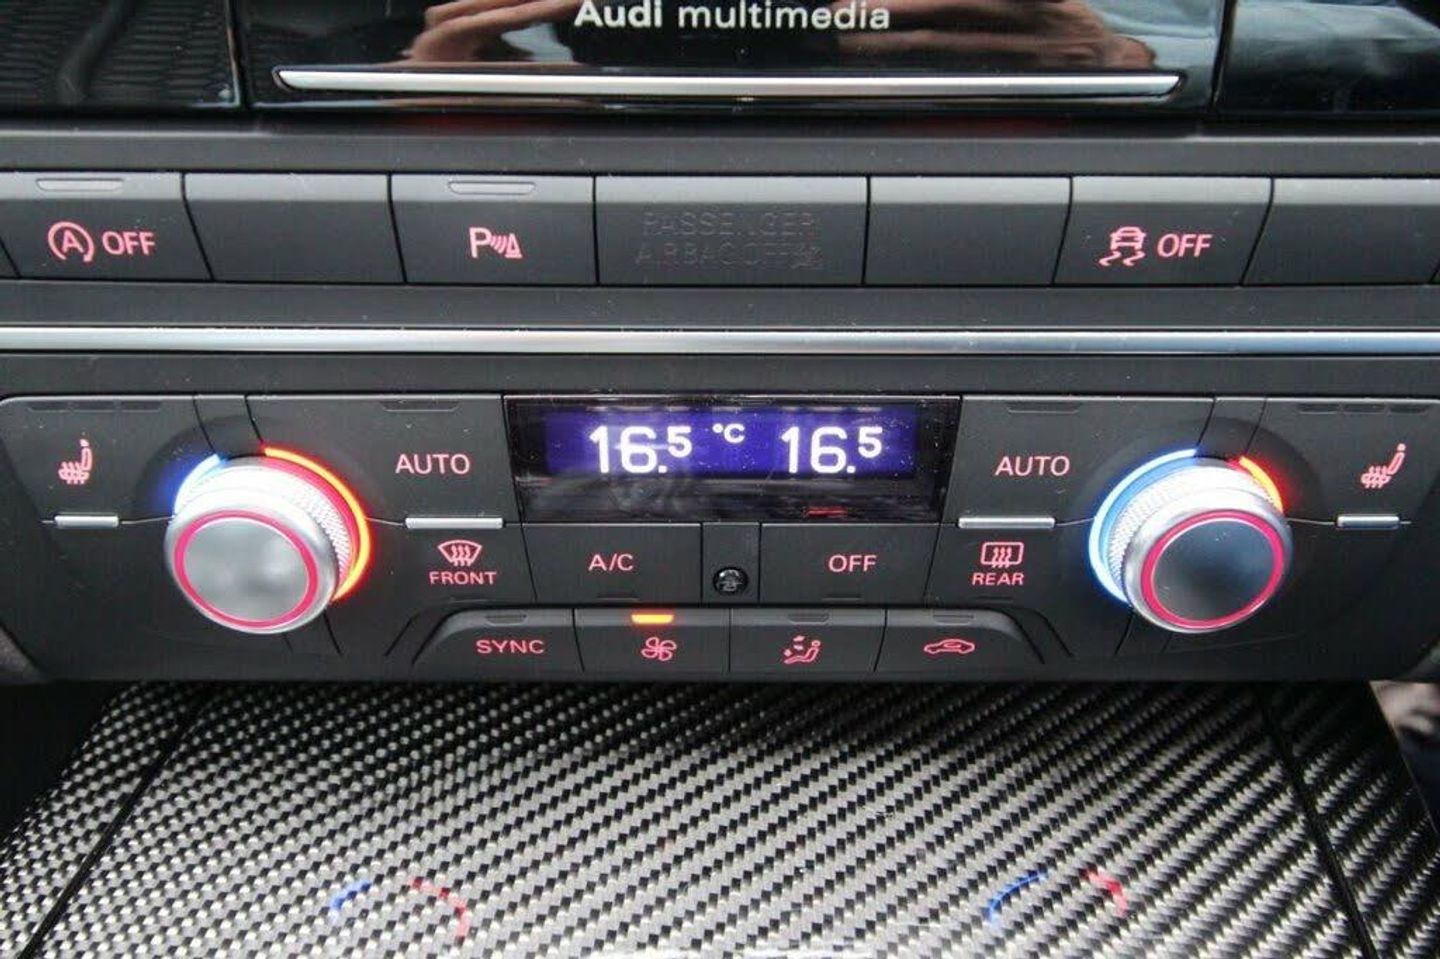 Audi multimedia
A OFF
P
PASSENGER
AIRBAG OFF
OFF
AUTO
16.5 °C 16.5
AUTO
FRONT
A/C
OFF
REAR
SYNC